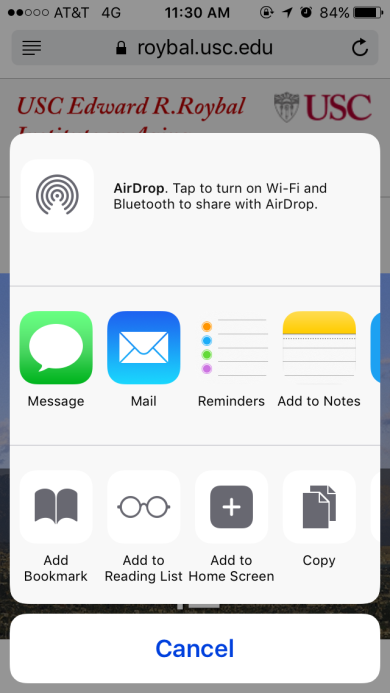 AT&T 4G 11:30 AM 84%
roybal.usc.edu
USC Edward R.Roybal
USC
AirDrop. Tap to turn on Wi-Fi and
Bluetooth to share with AirDrop.
Message Mail Reminders Add to Notes
Add Bookmark
Add to Reading List
Add to Home Screen
Copy
Cancel